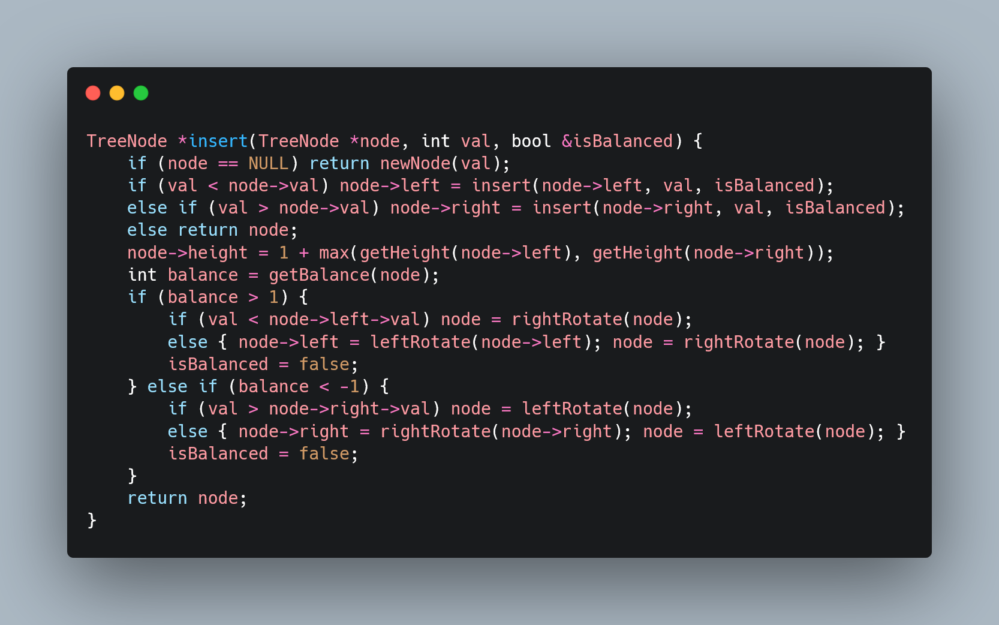 TreeNode *insert(TreeNode *node, int val, bool &isBalanced) {
    if (node == NULL) return newNode(val);
    if (val < node->val) node->left = insert(node->left, val, isBalanced);
    else if (val > node->val) node->right = insert(node->right, val, isBalanced);
    else return node;
    node->height = 1 + max(getHeight(node->left), getHeight(node->right));
    int balance = getBalance(node);
    if (balance > 1) {
        if (val < node->left->val) node = rightRotate(node);
        else { node->left = leftRotate(node->left); node = rightRotate(node); }
        isBalanced = false;
    } else if (balance < -1) {
        if (val > node->right->val) node = leftRotate(node);
        else { node->right = rightRotate(node->right); node = leftRotate(node); }
        isBalanced = false;
    }
    return node;
}